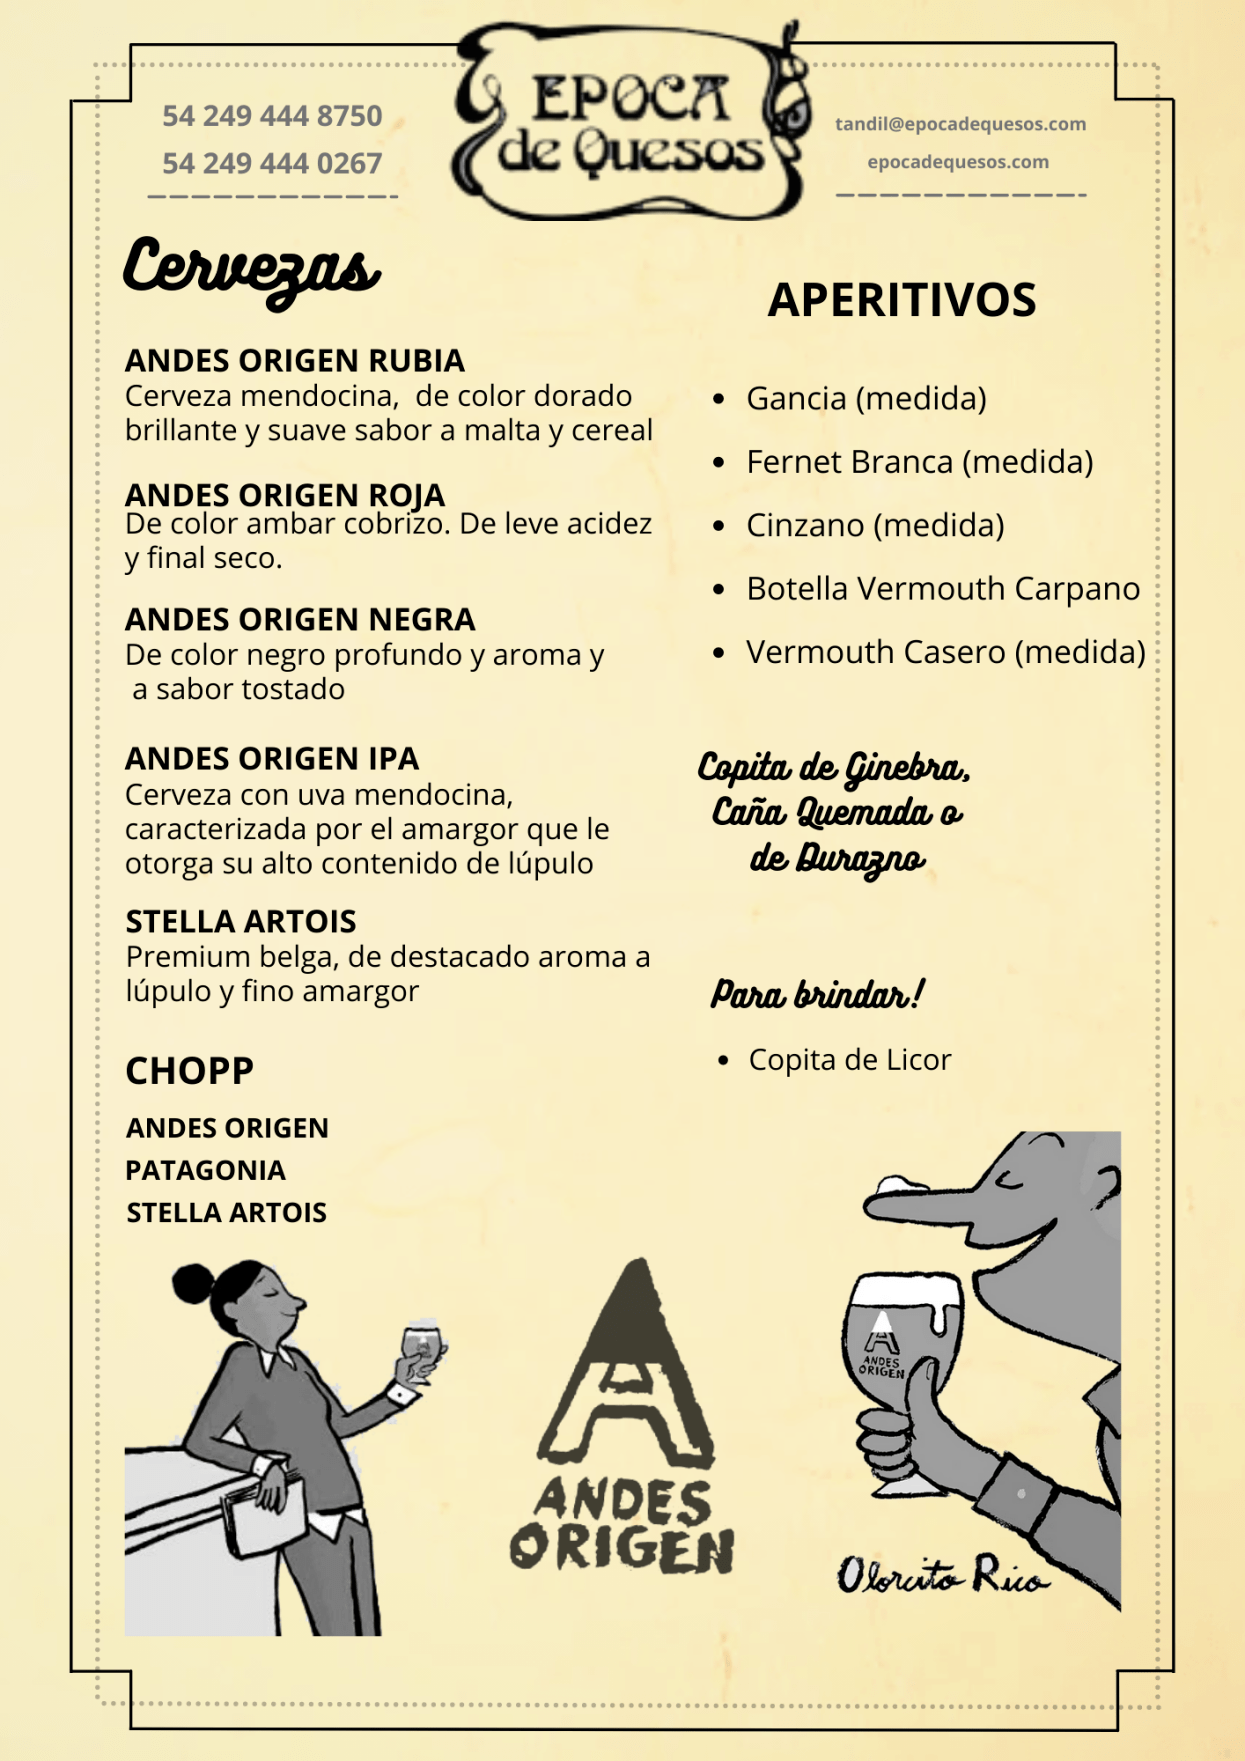 EPOCA
de Quesos
54 249 444 8750
54 249 444 0267
tandil@epocadequesos.com
epocadequesos.com
Cervezas
ANDES ORIGEN RUBIA
Cerveza mendocina,  de color dorado
brillante y suave sabor a malta y cereal
ANDES ORIGEN ROJA
De color ambar cobrizo. De leve acidez
y final seco.
ANDES ORIGEN NEGRA
De color negro profundo y aroma y
a sabor tostado
ANDES ORIGEN IPA
Cerveza con uva mendocina,
caracterizada por el amargor que le
otorga su alto contenido de lúpulo
STELLA ARTOIS
Premium belga, de destacado aroma a
lúpulo y fino amargor
CHOPP
ANDES ORIGEN
PATAGONIA
STELLA ARTOIS
APERITIVOS
• Gancia (medida)
• Fernet Branca (medida)
• Cinzano (medida)
• Botella Vermouth Carpano
• Vermouth Casero (medida)
Copita de Ginebra,
Caña Quemada o
de Durazno
Para brindar!
• Copita de Licor
A
ANDES
ORIGEN
A
ANDES
ORIGEN
Olorcito Rico